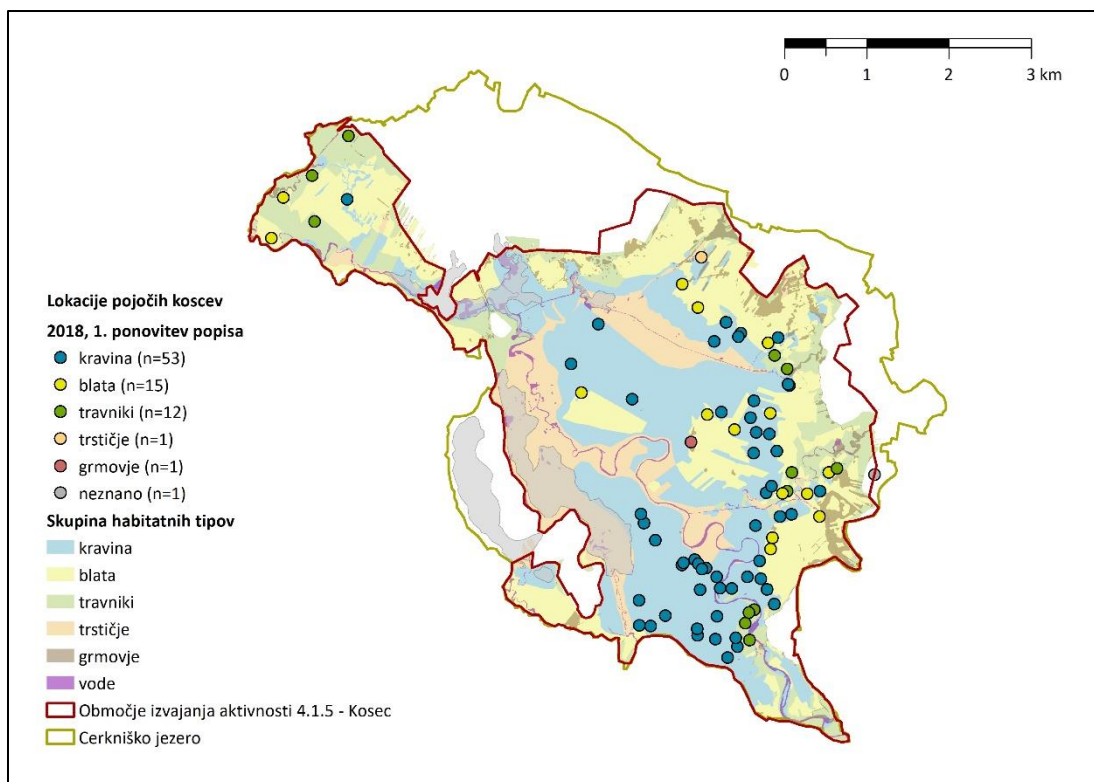 0 1 2 3 km
Lokacije pojočih koscev
2018, 1. ponovitev popisa
kravina (n=53)
blata (n=15)
travniki (n=12)
trstičje (n=1)
grmovje (n=1)
neznano (n=1)
Skupina habitatnih tipov
kravina
blata
travniki
trstičje
grmovje
vode
Območje izvajanja aktivnosti 4.1.5 - Kosec
Cerkniško jezero